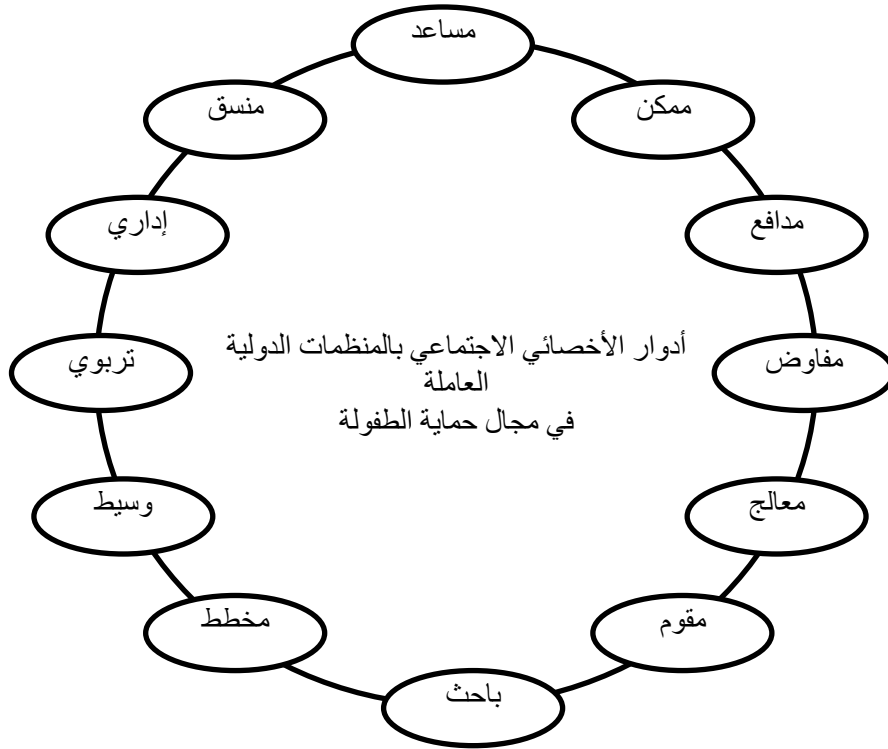 مساعد
ممكن
منسق
مدافع
إداري
أدوار الأخصائي الاجتماعي بالمنظمات الدولية
العاملة
في مجال حماية الطفولة
مفاوض
تربوي
معالج
وسيط
مقوم
مخطط
باحث